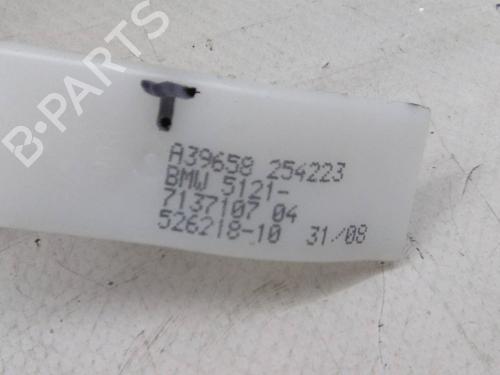 B-PARTS
A39658 254223
BMW 5121-
7137107 04
526218-10 31/08